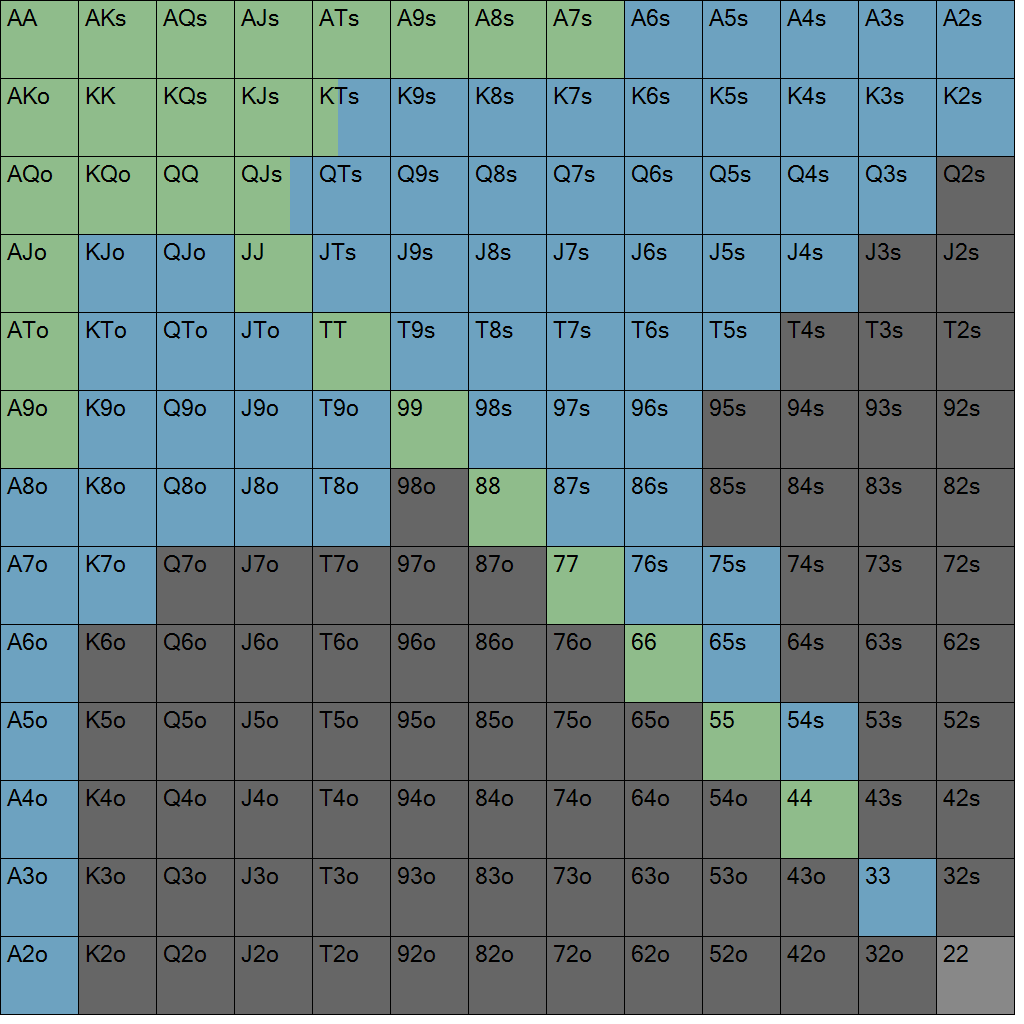 AA AKs AQs AJs ATs A9s A8s A7s A6s A5s A4s A3s A2s
AKo KK KQs KJs KTs K9s K8s K7s K6s K5s K4s K3s K2s
AQo KQo QQ QJs QTs Q9s Q8s Q7s Q6s Q5s Q4s Q3s Q2s
AJo KJo QJo JJ JTs J9s J8s J7s J6s J5s J4s J3s J2s
ATo KTo QTo JTo TT T9s T8s T7s T6s T5s T4s T3s T2s
A9o K9o Q9o J9o T9o 99 98s 97s 96s 95s 94s 93s 92s
A8o K8o Q8o J8o T8o 98o 88 87s 86s 85s 84s 83s 82s
A7o K7o Q7o J7o T7o 97o 87o 77 76s 75s 74s 73s 72s
A6o K6o Q6o J6o T6o 96o 86o 76o 66 65s 64s 63s 62s
A5o K5o Q5o J5o T5o 95o 85o 75o 65o 55 54s 53s 52s
A4o K4o Q4o J4o T4o 94o 84o 74o 64o 54o 44 43s 42s
A3o K3o Q3o J3o T3o 93o 83o 73o 63o 53o 43o 33 32s
A2o K2o Q2o J2o T2o 92o 82o 72o 62o 52o 42o 32o 22